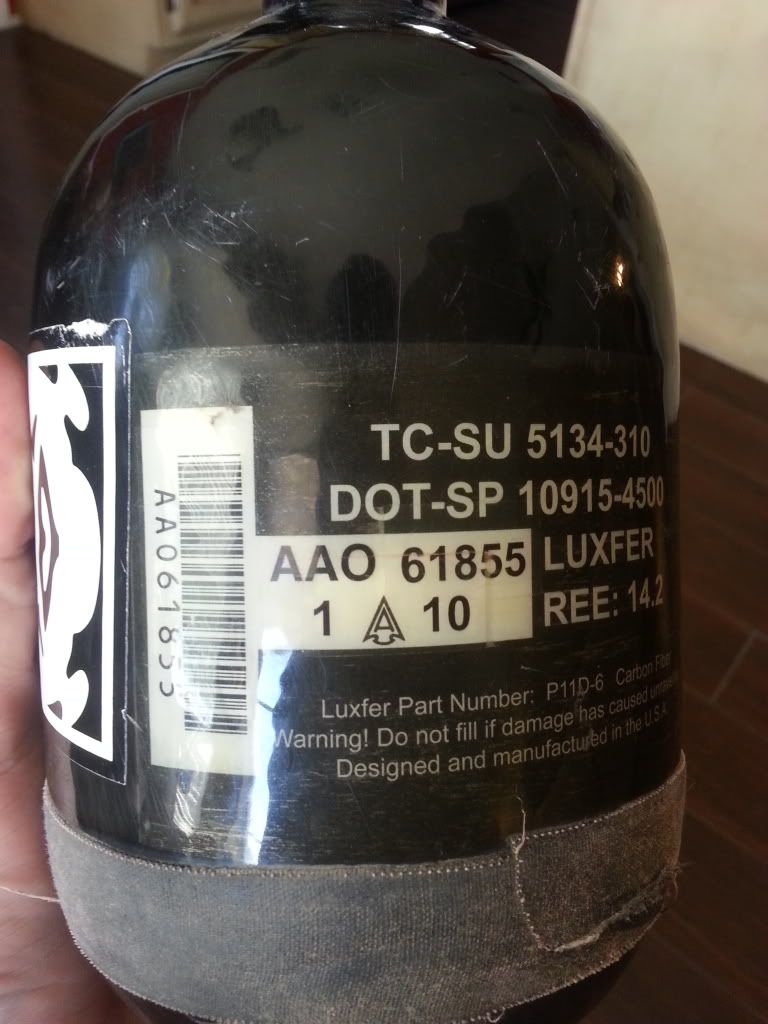 AA061855
TC-SU 5134-310
DOT-SP 10915-4500
AAO 61855 LUXFER
1 A 10 REE: 14.2
Luxfer Part Number: P11D-6 Carbon Fiber
Warning! Do not fill if damage has caused
Designed and manufactured in the U.S.A